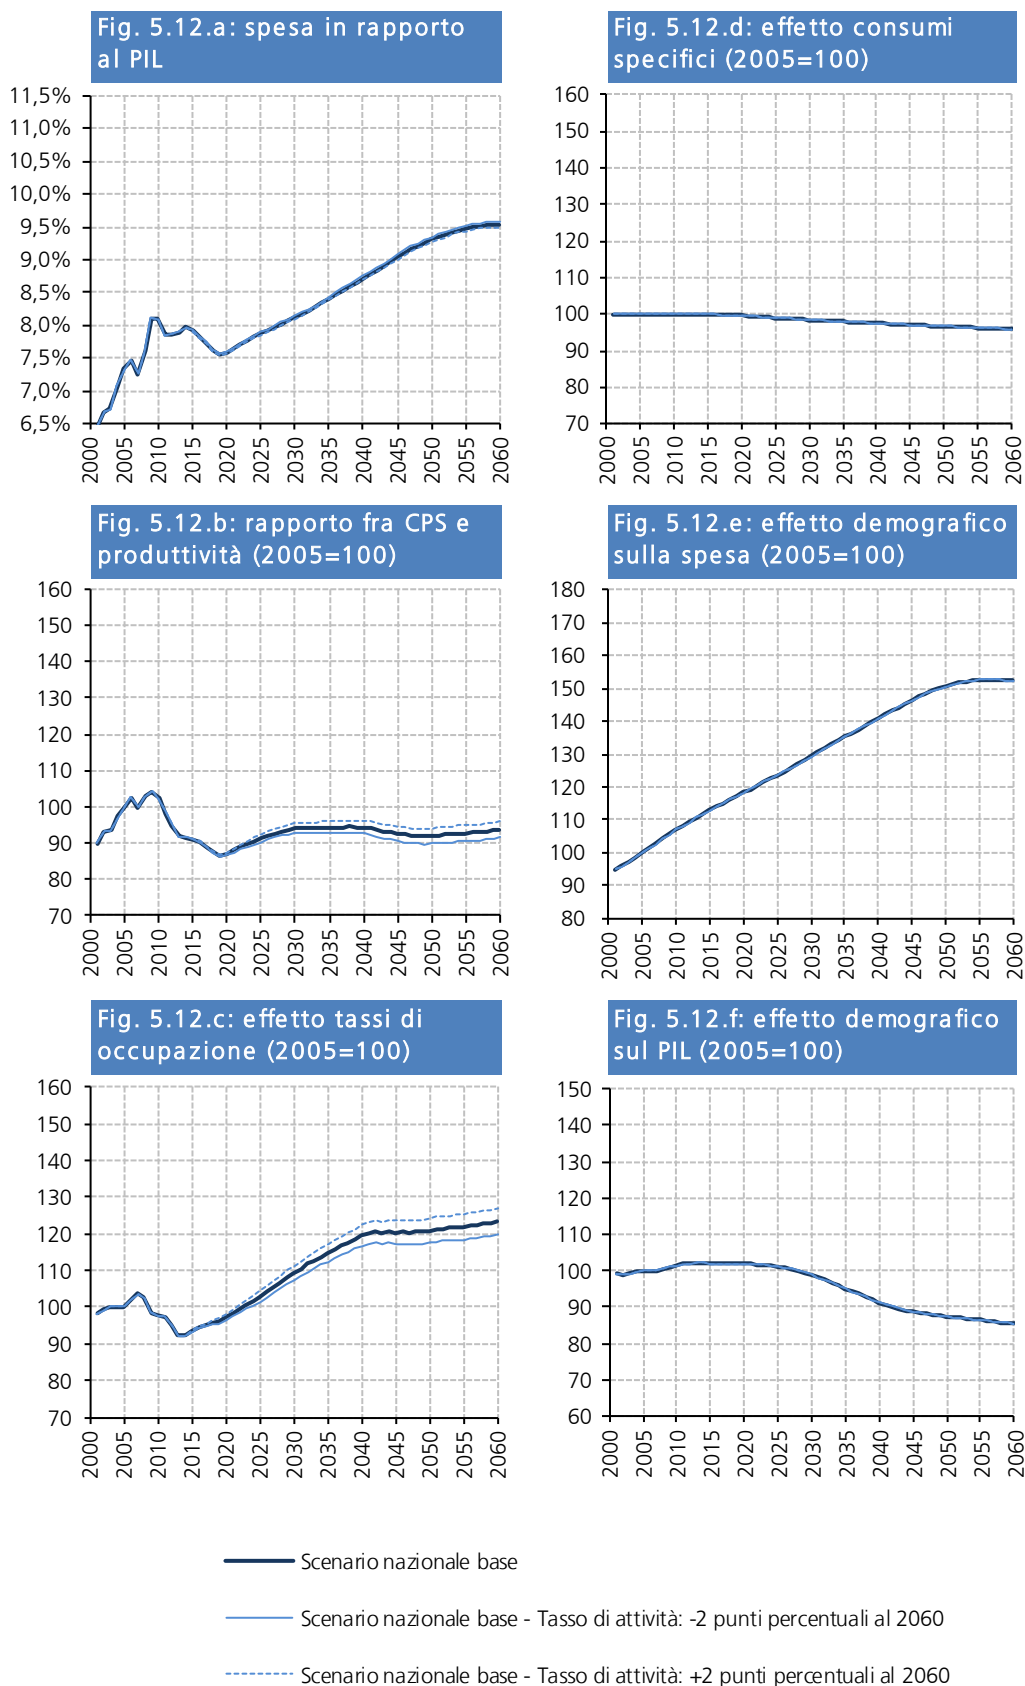 Fig. 5.12.a: spesa in rapporto
al PIL
11,5%
11,0%
10,5%
10,0%
9,5%
9,0%
8,5%
8,0%
7,5%
7,0%
6,5%
2000 2005 2010 2015 2020 2025 2030 2035 2040 2045 2050 2055 2060
Fig. 5.12.d: effetto consumi
specifici (2005=100)
160
150
140
130
120
110
100
90
80
70
2000 2005 2010 2015 2020 2025 2030 2035 2040 2045 2050 2055 2060
Fig. 5.12.b: rapporto fra CPS e
produttività (2005=100)
160
150
140
130
120
110
100
90
80
70
2000 2005 2010 2015 2020 2025 2030 2035 2040 2045 2050 2055 2060
Fig. 5.12.e: effetto demografico
sulla spesa (2005=100)
180
170
160
150
140
130
120
110
100
90
80
2000 2005 2010 2015 2020 2025 2030 2035 2040 2045 2050 2055 2060
Fig. 5.12.c: effetto tassi di
occupazione (2005=100)
160
150
140
130
120
110
100
90
80
70
2000 2005 2010 2015 2020 2025 2030 2035 2040 2045 2050 2055 2060
Fig. 5.12.f: effetto demografico
sul PIL (2005=100)
150
140
130
120
110
100
90
80
70
60
2000 2005 2010 2015 2020 2025 2030 2035 2040 2045 2050 2055 2060
Scenario nazionale base
Scenario nazionale base - Tasso di attività: -2 punti percentuali al 2060
Scenario nazionale base - Tasso di attività: +2 punti percentuali al 2060